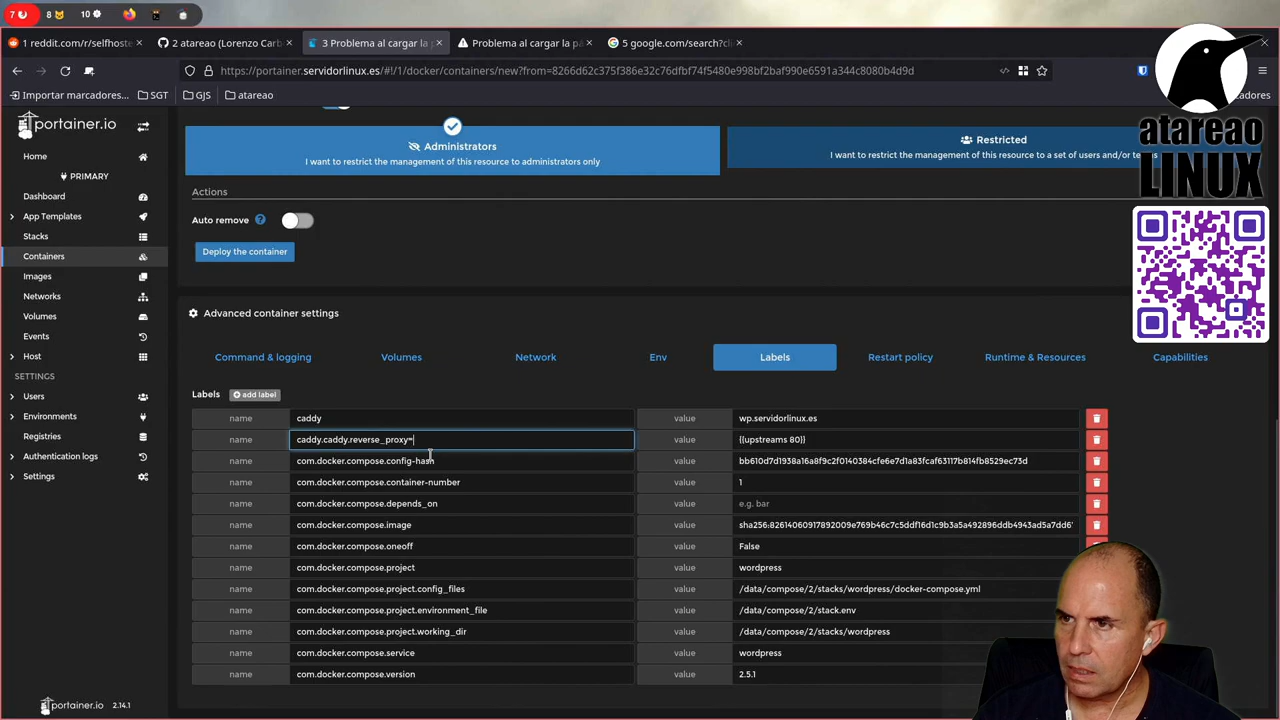 7
8
10
1 reddit.com/r/selfhoste
2 atareao (Lorenzo Carb
3 Problema al cargar la p
Problema al cargar la pá
5 google.com/search?cli
https://portainer.servidorlinux.es/#!/1/docker/containers/new?from=8266d62c375f386e32c76dfbf74f5480e998bf2baf990e6591a344c8080b4d9d
Importar marcadores...
SGT
GJS
atareao
cadores
portainer.io
Home
PRIMARY
Dashboard
App Templates
Stacks
Containers
Images
Networks
Volumes
Events
Host
SETTINGS
Users
Environments
Registries
Authentication logs
Settings
portainer.io 2.14.1
Administrators
I want to restrict the management of this resource to administrators only
Restricted
I want to restrict the management of this resource to a set of users and/or te
atareao
LINUX
Actions
Auto remove
Deploy the container
Advanced container settings
Command & logging
Volumes
Network
Env
Labels
Restart policy
Runtime & Resources
Capabilities
Labels add label
name caddy value wp.servidorlinux.es
name caddy.caddy.reverse_proxy= value {{upstreams 80}}
name com.docker.compose.config-hash value bb610d7d1938a16a8f9c2f0140384cfe6e7d1a83fcaf63117b814fb8529ec73d
name com.docker.compose.container-number value 1
name com.docker.compose.depends_on value e.g. bar
name com.docker.compose.image value sha256:82614060917892009e769b46c7c5ddf16d1c9b3a5a492896ddb4943ad5a7dd6
name com.docker.compose.oneoff value False
name com.docker.compose.project value wordpress
name com.docker.compose.project.config_files value /data/compose/2/stacks/wordpress/docker-compose.yml
name com.docker.compose.project.environment_file value /data/compose/2/stack.env
name com.docker.compose.project.working_dir value /data/compose/2/stacks/wordpress
name com.docker.compose.service value wordpress
name com.docker.compose.version value 2.5.1